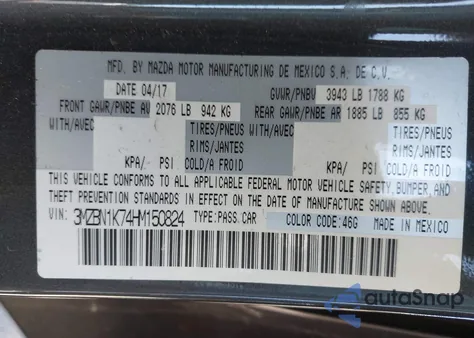 MFD. BY MAZDA MOTOR MANUFACTURING DE MEXICO S.A. DE C.V.
DATE 04/17 GVWR/PNBV 3943 LB 1788 KG
FRONT GAWR/PNBE AV 2076 LB 942 KG REAR GAWR/PNBE AR 1885 LB 855 KG
WITH/AVEC TIRES/PNEUS WITH/AVEC TIRES/PNEUS
RIMS/JANTES RIMS/JANTES
KPA/ PSI COLD/A FROID KPA/ PSI COLD/A FROID
THIS VEHICLE CONFORMS TO ALL APPLICABLE FEDERAL MOTOR VEHICLE SAFETY, BUMPER, AND
THEFT PREVENTION STANDARDS IN EFFECT ON THE DATE OF MANUFACTURE SHOWN ABOVE.
VIN: 3MZBN1K74HM150824 TYPE: PASS. CAR COLOR CODE: 46G MADE IN MEXICO
autoSnap